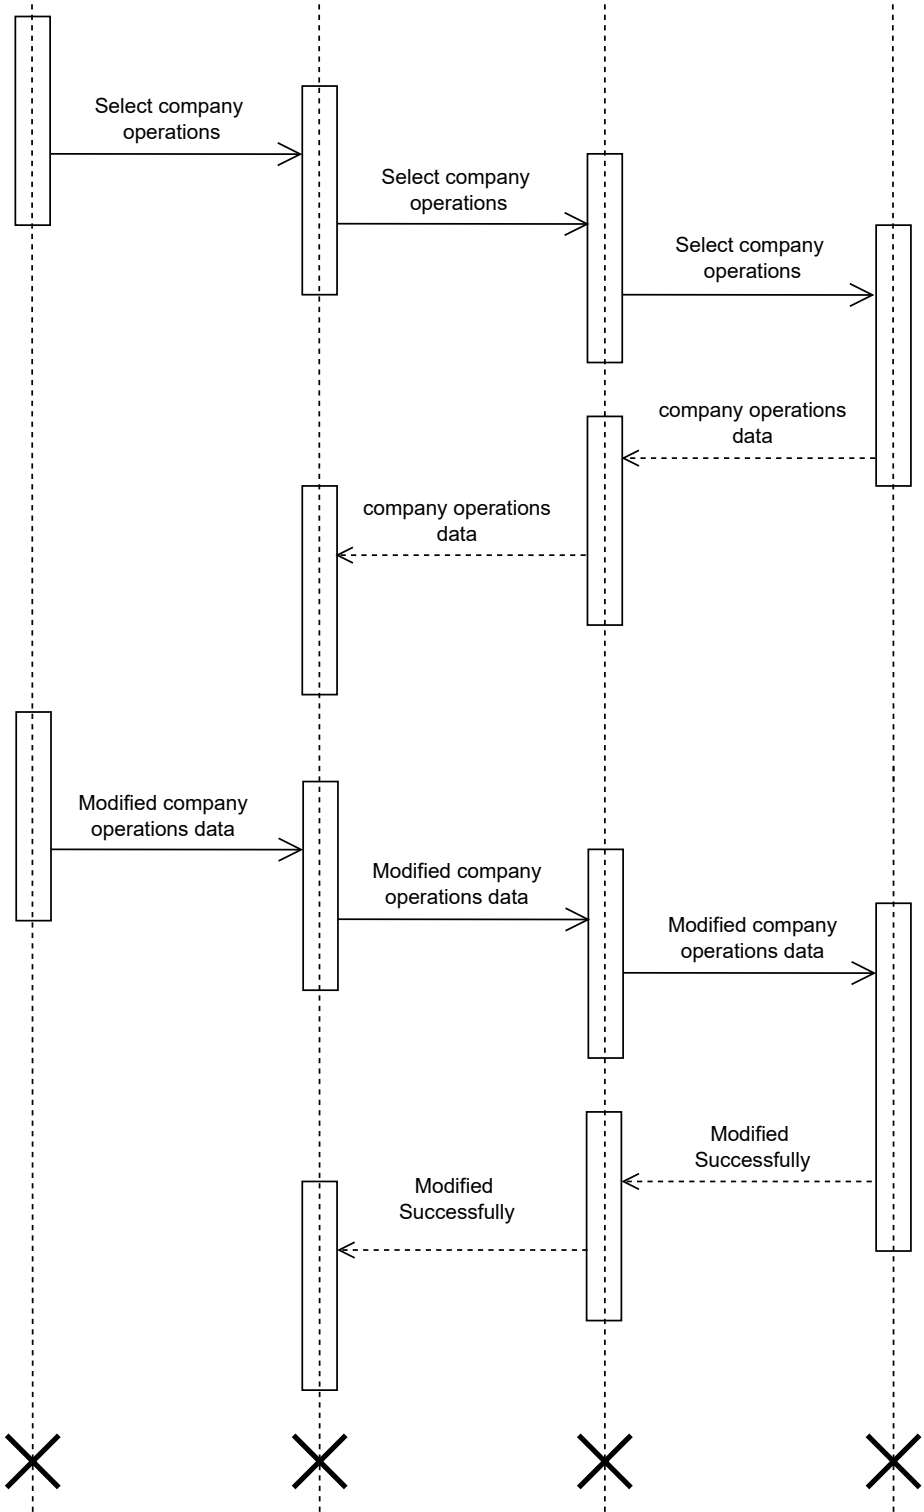 Select company
operations
Select company
operations
Select company
operations
company operations
data
company operations
data
Modified company
operations data
Modified company
operations data
Modified company
operations data
Modified
Successfully
Modified
Successfully